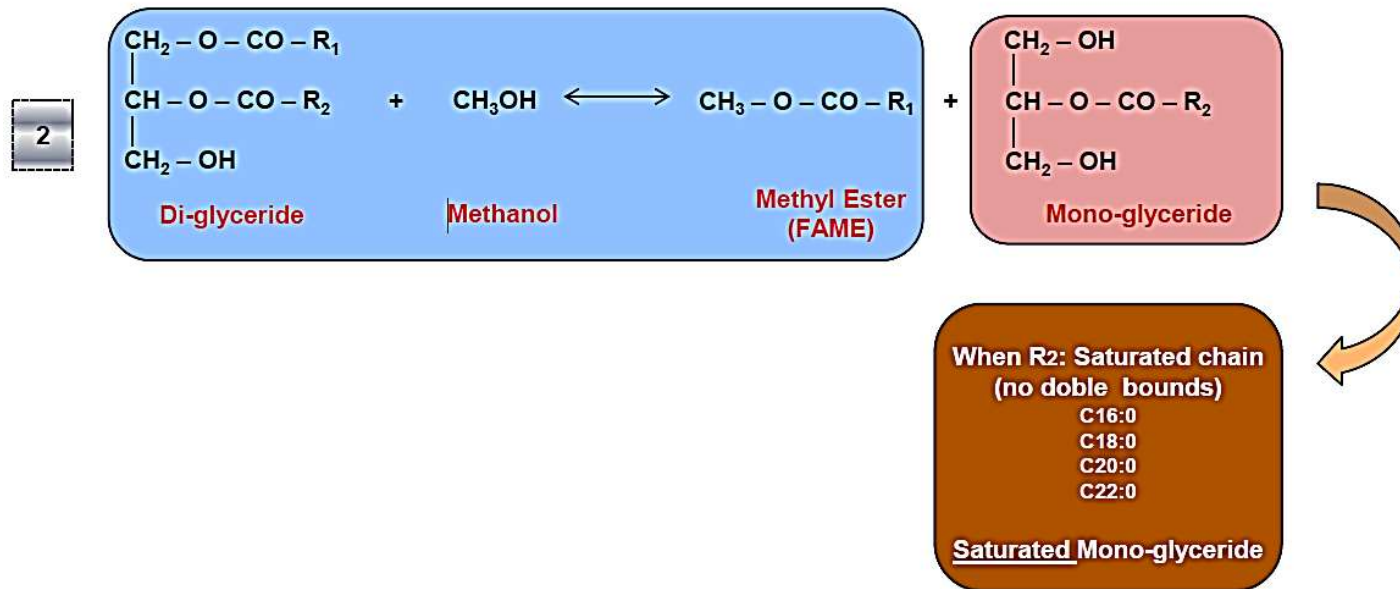 CH₂ – O – CO – R₁ CH₂ – OH
2 CH – O – CO – R₂ + CH₃OH CH₃ – O – CO – R₁ + CH – O – CO – R₂
CH₂ – OH CH₂ – OH
Di-glyceride Methanol Methyl Ester Mono-glyceride
(FAME)
When R2: Saturated chain
(no doble bounds)
C16:0
C18:0
C20:0
C22:0
Saturated Mono-glyceride